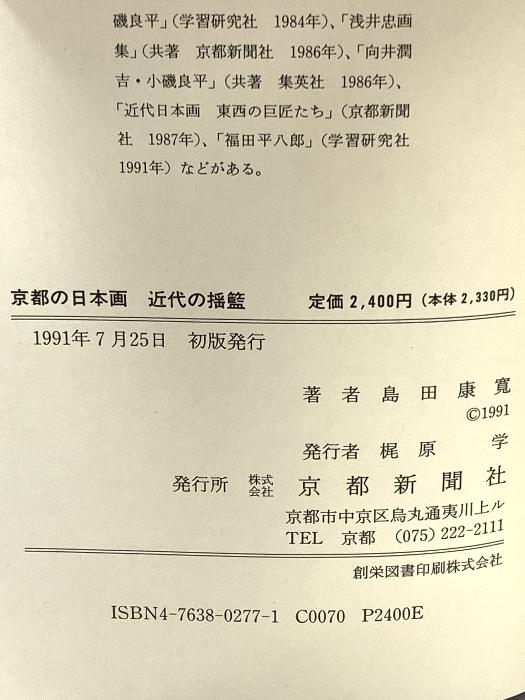 磯良平」(学習研究社　1984年)、「浅井忠画
集」(共著　京都新聞社　1986年)、「向井潤
吉・小磯良平」(共著　集英社　1986年)、
「近代日本画　東西の巨匠たち」(京都新聞
社　1987年)、「福田平八郎」(学習研究社
1991年)などがある。
京都の日本画　近代の揺籃　定価2,400円(本体2,330円)
1991年7月25日　初版発行
著者　島田康寛
©1991
発行者　梶原　学
発行所　株式会社　京都新聞社
京都市中京区烏丸通夷川上ル
TEL　京都　(075)222-2111
創栄図書印刷株式会社
ISBN4-7638-0277-1　C0070　P2400E